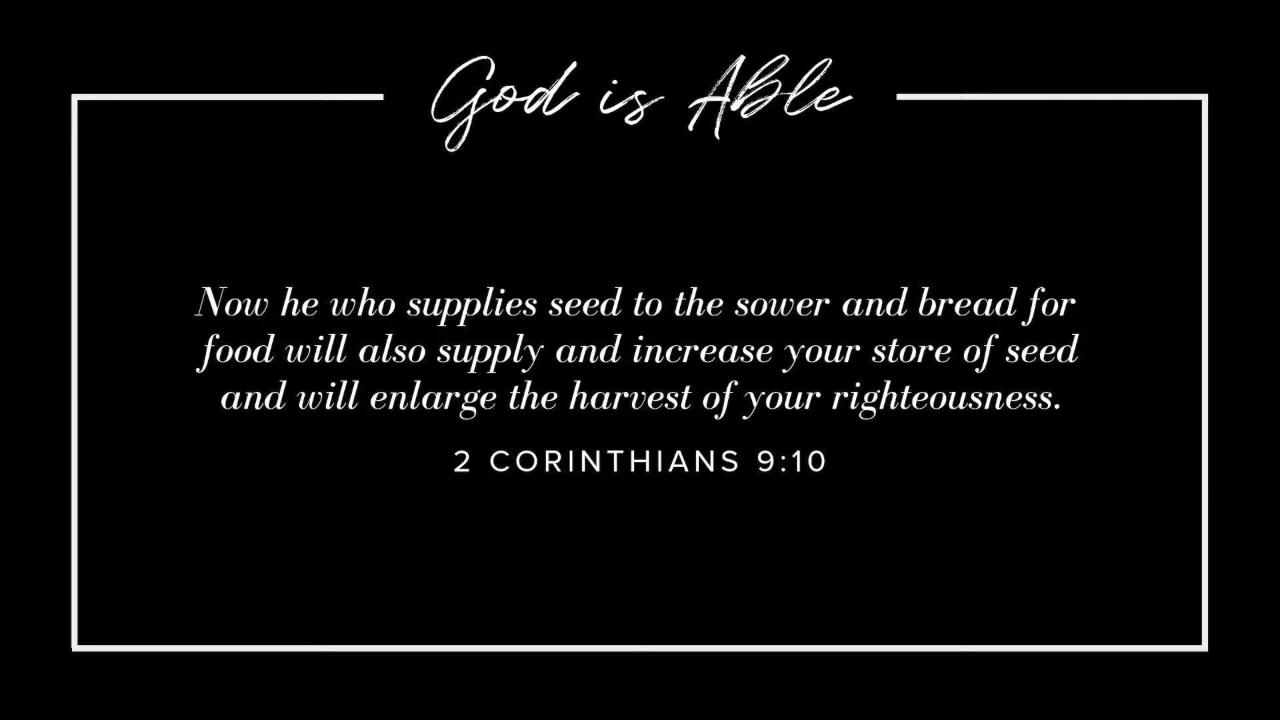 God is Able
Now he who supplies seed to the sower and bread for
food will also supply and increase your store of seed
and will enlarge the harvest of your righteousness.
2 CORINTHIANS 9:10